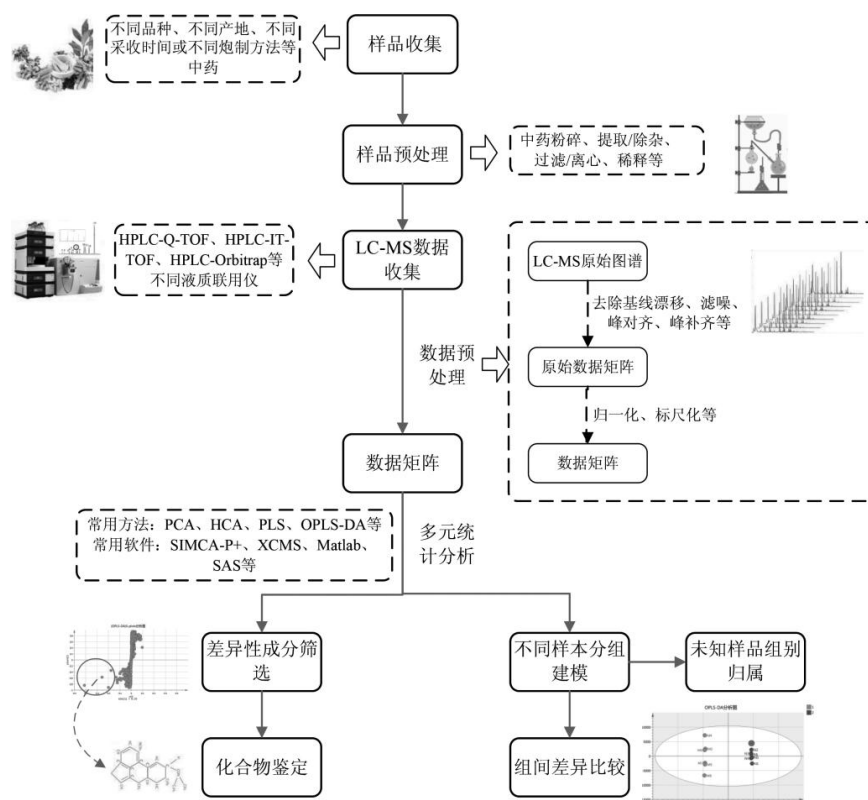 不同品种、不同产地、不同
采收时间或不同炮制方法等
中药
样品收集
样品预处理
中药粉碎、提取/除杂、
过滤/离心、稀释等
HPLC-Q-TOF、HPLC-IT-
TOF、HPLC-Orbitrap等
不同液质联用仪
LC-MS数据
收集
LC-MS原始图谱
去除基线漂移、滤噪、
峰对齐、峰补齐等
数据预
处理
原始数据矩阵
归一化、标尺化等
数据矩阵
数据矩阵
常用方法：PCA、HCA、PLS、OPLS-DA等
常用软件：SIMCA-P+、XCMS、Matlab、
SAS等
多元统
计分析
差异性成分筛
选
不同样本分组
建模
未知样品组别
归属
化合物鉴定
组间差异比较
OPLS-DA分析图